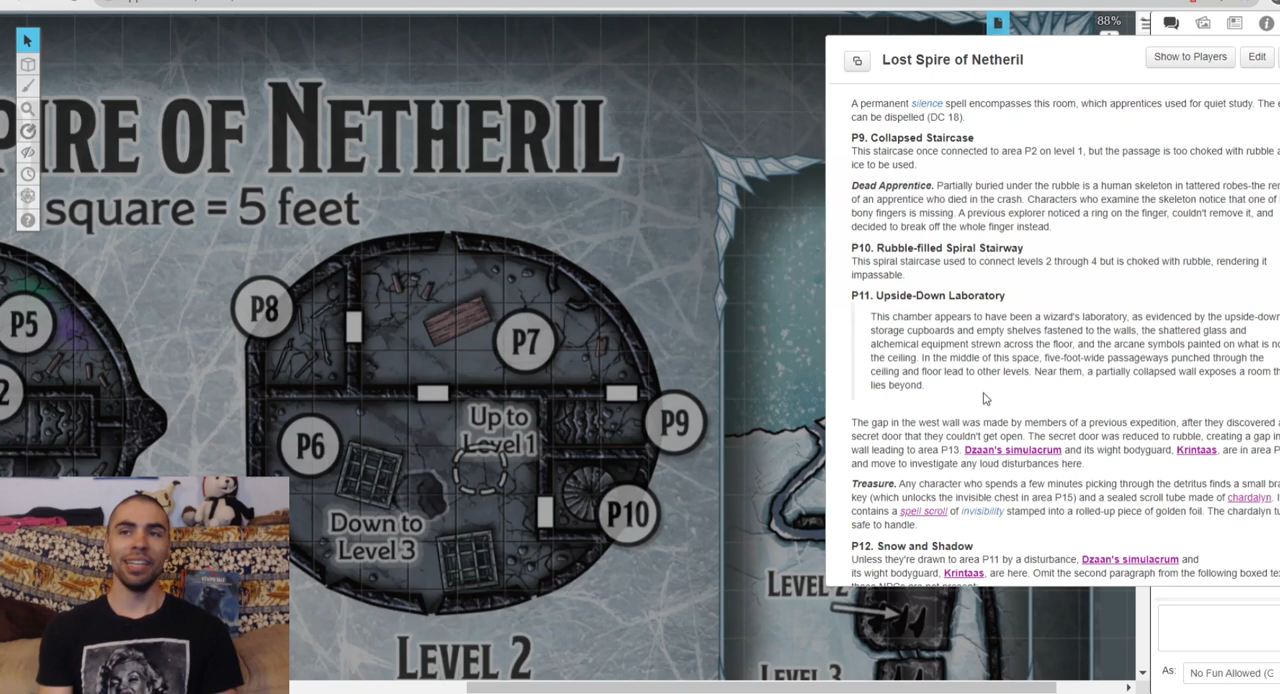 88%
Lost Spire of Netheril
Show to Players
Edit
PIRE OF NETHERIL
square = 5 feet
P5
2
P8
P7
P6
Up to
Level 1
P9
P10
Down to
Level 3
LEVEL 2
LEVEL 2
LEVEL 3
A permanent silence spell encompasses this room, which apprentices used for quiet study. The e
can be dispelled (DC 18).
P9. Collapsed Staircase
This staircase once connected to area P2 on level 1, but the passage is too choked with rubble a
ice to be used.
Dead Apprentice. Partially buried under the rubble is a human skeleton in tattered robes-the rem
of an apprentice who died in the crash. Characters who examine the skeleton notice that one of i
bony fingers is missing. A previous explorer noticed a ring on the finger, couldn't remove it, and
decided to break off the whole finger instead.
P10. Rubble-filled Spiral Stairway
This spiral staircase used to connect levels 2 through 4 but is choked with rubble, rendering it
impassable.
P11. Upside-Down Laboratory
This chamber appears to have been a wizard's laboratory, as evidenced by the upside-down
storage cupboards and empty shelves fastened to the walls, the shattered glass and
alchemical equipment strewn across the floor, and the arcane symbols painted on what is no
the ceiling. In the middle of this space, five-foot-wide passageways punched through the
ceiling and floor lead to other levels. Near them, a partially collapsed wall exposes a room th
lies beyond.
The gap in the west wall was made by members of a previous expedition, after they discovered a
secret door that they couldn't get open. The secret door was reduced to rubble, creating a gap in
wall leading to area P13. Dzaan's simulacrum and its wight bodyguard, Krintaas, are in area P
and move to investigate any loud disturbances here.
Treasure. Any character who spends a few minutes picking through the detritus finds a small bra
key (which unlocks the invisible chest in area P15) and a sealed scroll tube made of chardalyn. I
contains a spell scroll of invisibility stamped into a rolled-up piece of golden foil. The chardalyn tu
safe to handle.
P12. Snow and Shadow
Unless they're drawn to area P11 by a disturbance, Dzaan's simulacrum and
its wight bodyguard, Krintaas, are here. Omit the second paragraph from the following boxed te
As:
No Fun Allowed (G